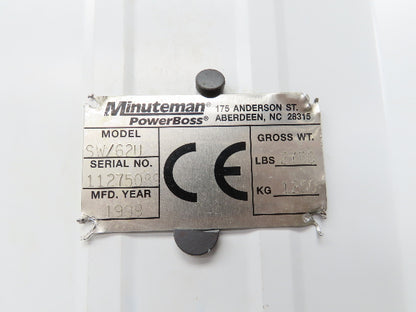 Minuteman® 175 ANDERSON ST.
PowerBoss® ABERDEEN, NC 28315
MODEL
SW/62U
SERIAL NO.
MFD. YEAR
1999
CE
GROSS WT.
LBS
KG